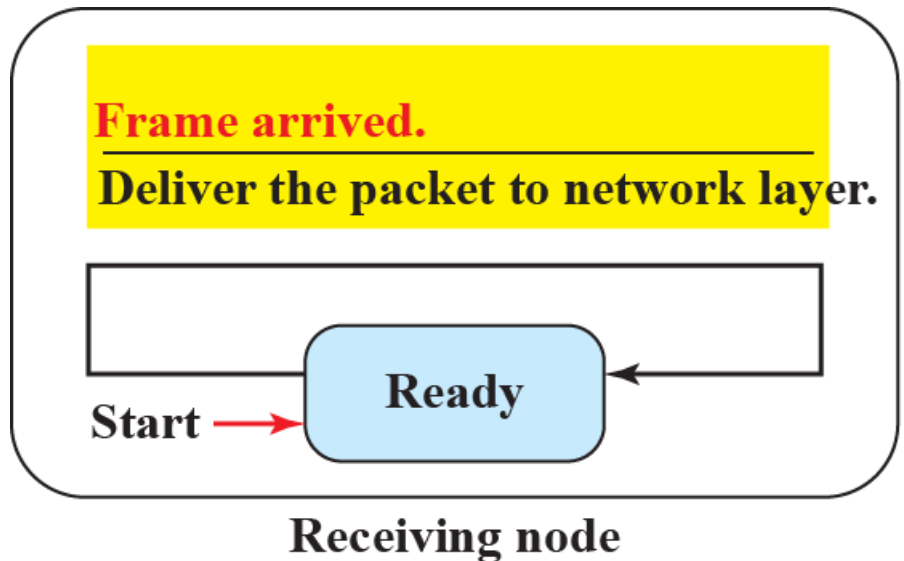 Frame arrived.
Deliver the packet to network layer.
Ready
Start
Receiving node